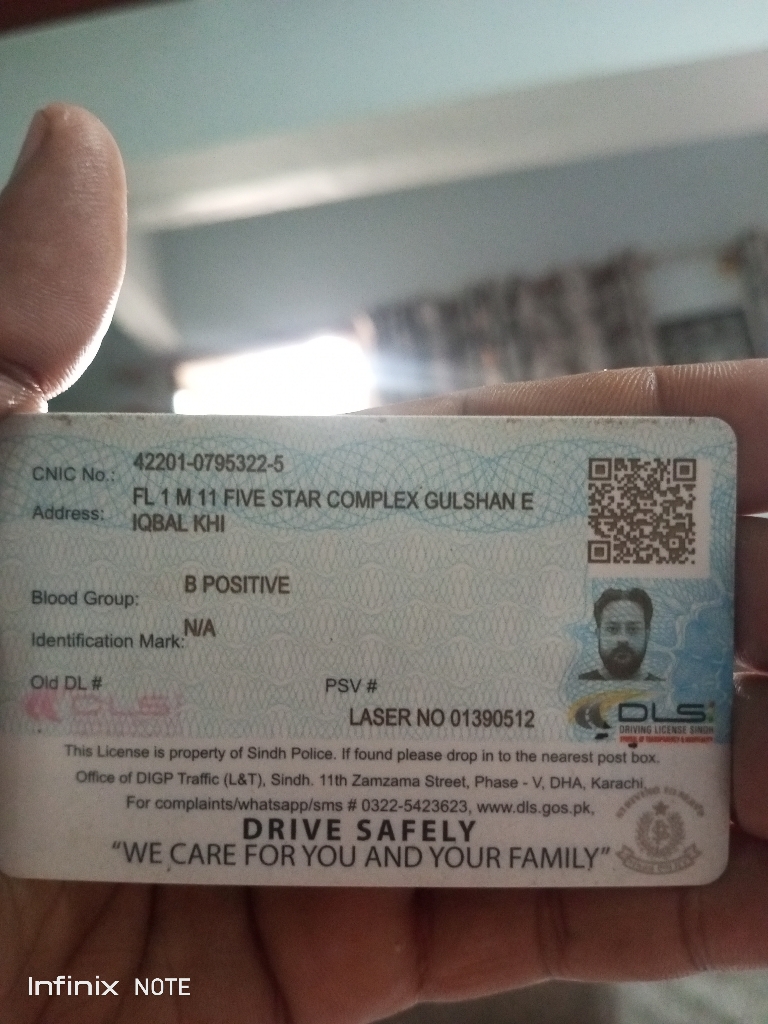 CNIC No.: 42201-0795322-5
Address: FL 1 M 11 FIVE STAR COMPLEX GULSHAN E
IQBAL KHI
Blood Group: B POSITIVE
Identification Mark: N/A
Old DL # PSV #
DLS
LASER NO 01390512
DLS
DRIVING LICENSE SINDH
This License is property of Sindh Police. If found please drop in to the nearest post box.
Office of DIGP Traffic (L&T), Sindh. 11th Zamzama Street, Phase - V, DHA, Karachi,
For complaints/whatsapp/sms # 0322-5423623, www.dls.gos.pk,
DRIVE SAFELY
"WE CARE FOR YOU AND YOUR FAMILY"
Infinix NOTE